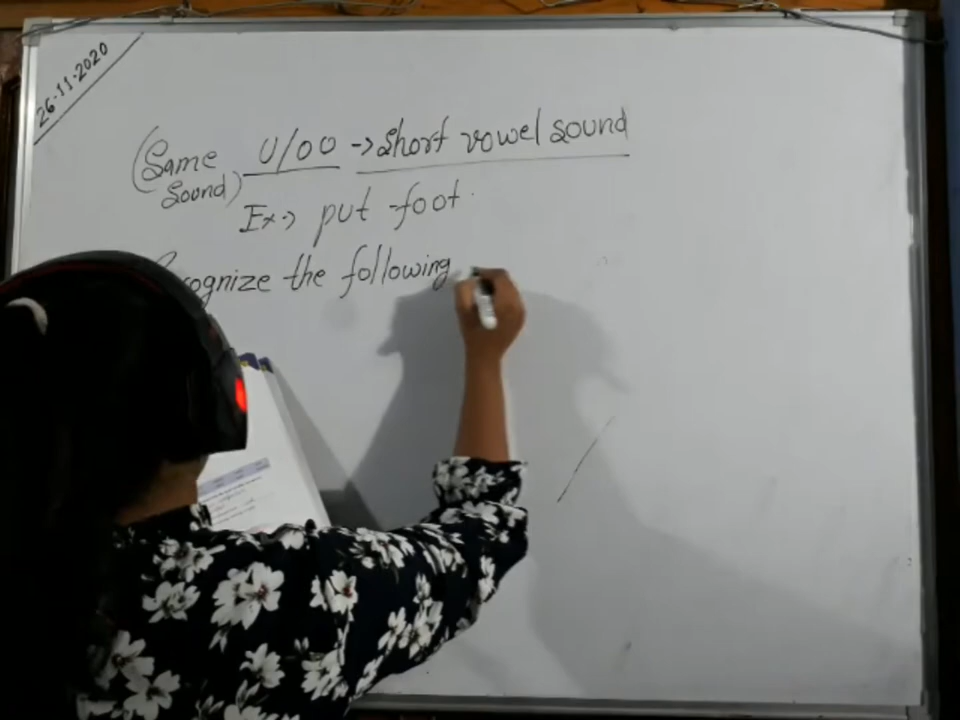 26.11.2020
(Same Sound) U/OO -> Short vowel sound
Ex-> put foot.
Recognize the following